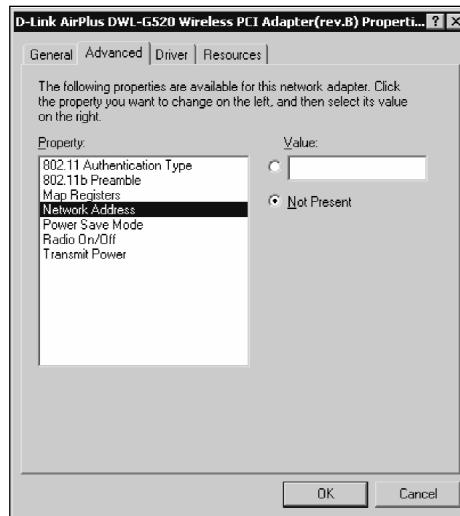 D-Link AirPlus DWL-G520 Wireless PCI Adapter(rev.B) Properti... ? X
General Advanced Driver Resources
The following properties are available for this network adapter. Click
the property you want to change on the left, and then select its value
on the right.
Property: Value:
802.11 Authentication Type
802.11b Preamble
Map Registers
Network Address
Power Save Mode
Radio On/Off
Transmit Power
Not Present
OK Cancel